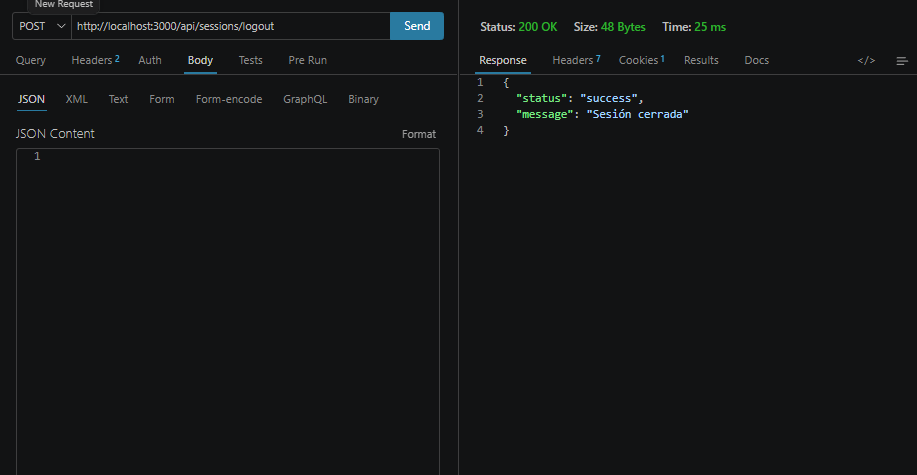 New Request
POST http://localhost:3000/api/sessions/logout Send
Query Headers 2 Auth Body Tests Pre Run
JSON XML Text Form Form-encode GraphQL Binary
JSON Content Format
1
Status: 200 OK Size: 48 Bytes Time: 25 ms
Response Headers 7 Cookies 1 Results Docs </>
1 {
2 "status": "success",
3 "message": "Sesión cerrada"
4 }